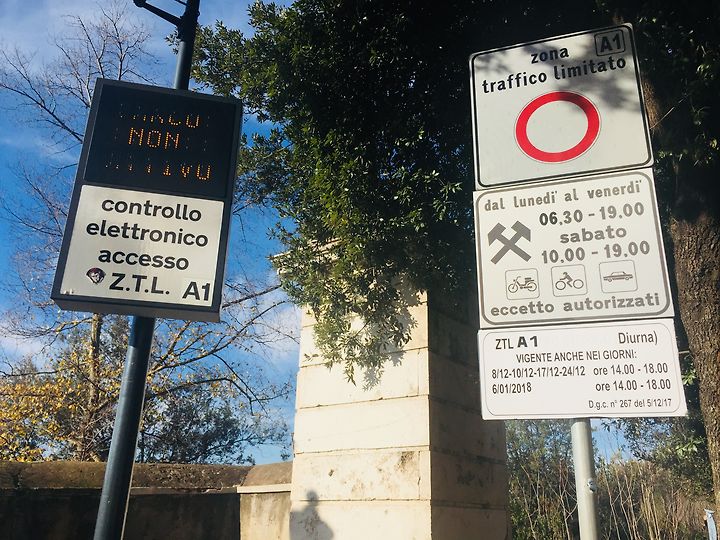 NON
controllo
elettronico
accesso
Z.T.L. A1
A1
zona
traffico limitato
dal lunedi' al venerdi'
06.30 - 19.00
sabato
10.00 - 19.00
eccetto autorizzati
ZTL A1 Diurna)
VIGENTE ANCHE NEI GIORNI:
8/12-10/12-17/12-24/12 ore 14.00 - 18.00
6/01/2018 ore 14.00 - 18.00
D.g.c. n° 267 del 5/12/17